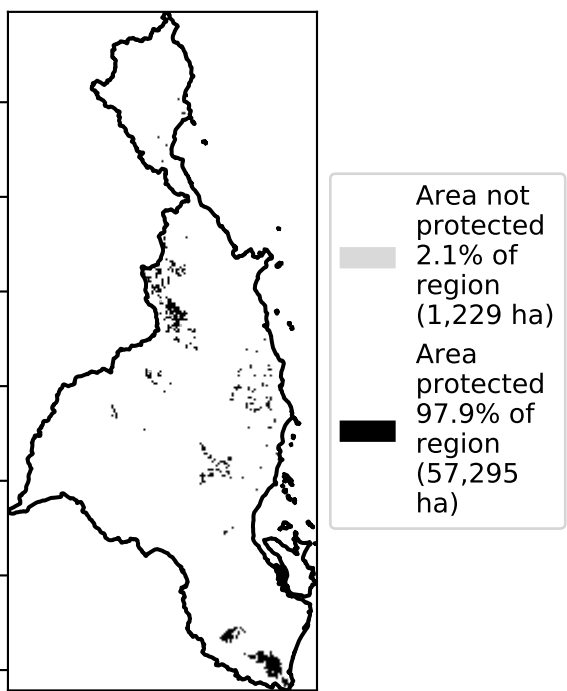 Area not
protected
2.1% of
region
(1,229 ha)
Area
protected
97.9% of
region
(57,295
ha)